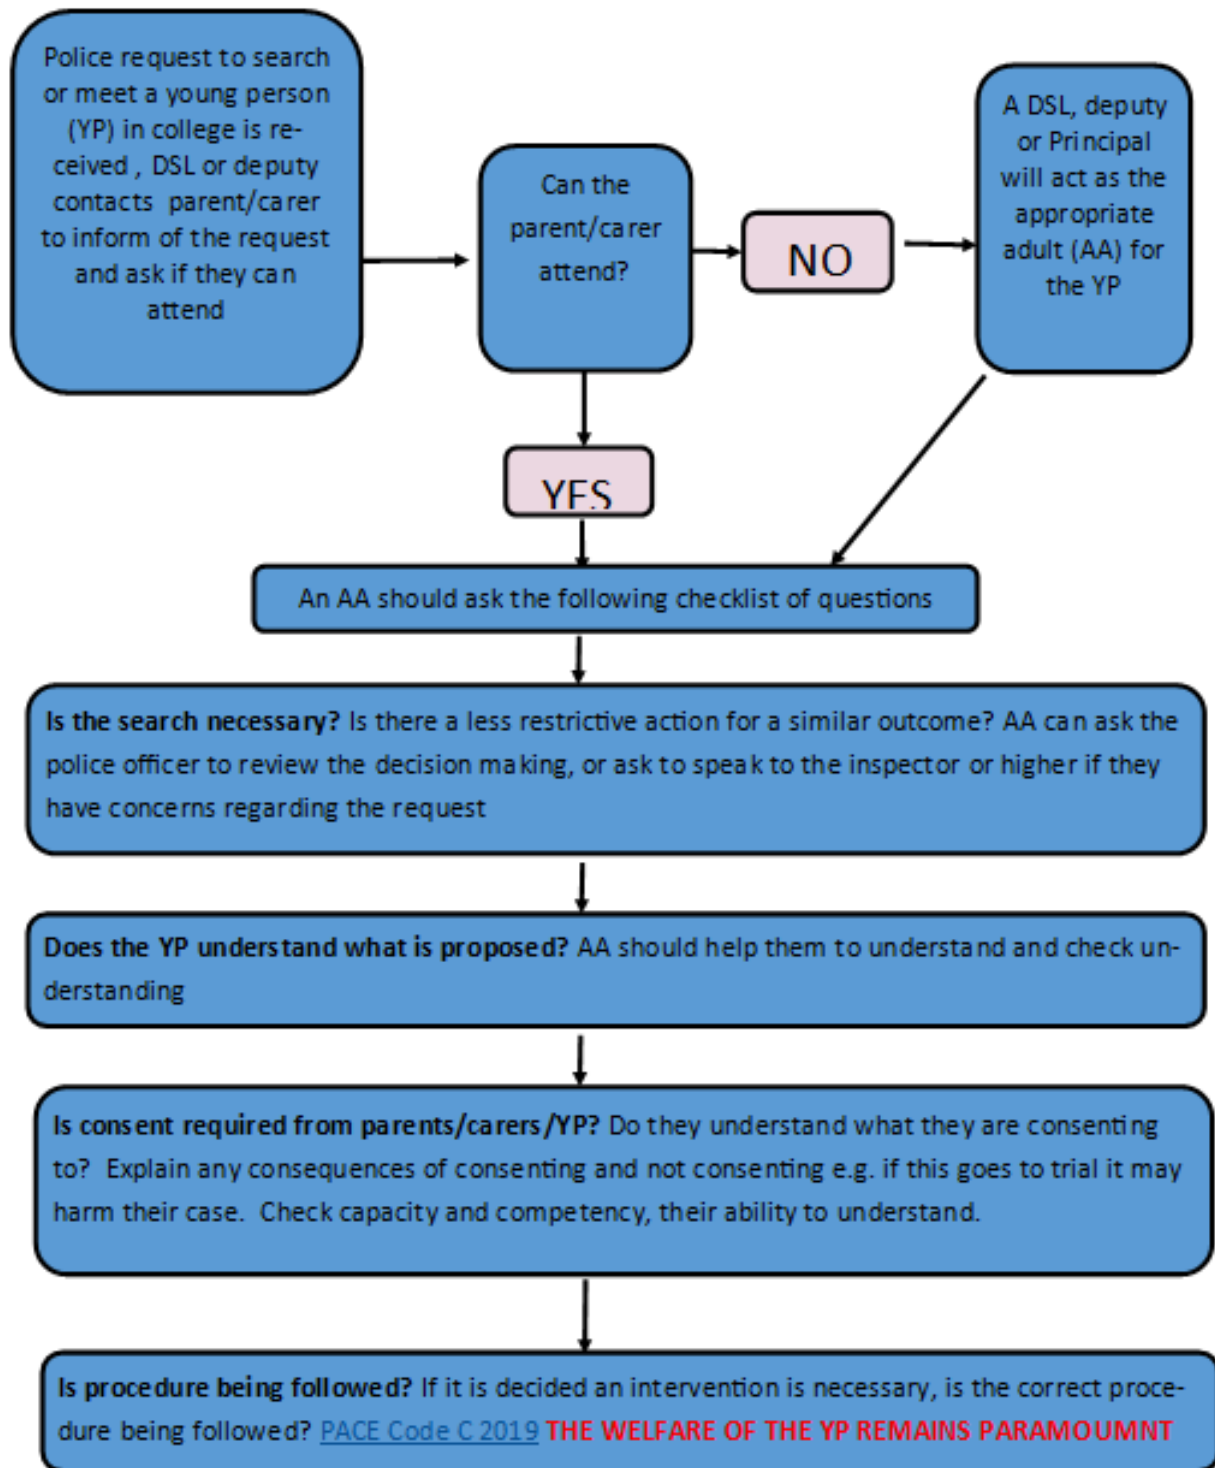 Police request to search
or meet a young person
(YP) in college is re-
ceived , DSL or deputy
contacts parent/carer
to inform of the request
and ask if they can
attend
Can the
parent/carer
attend?
NO
A DSL, deputy
or Principal
will act as the
appropriate
adult (AA) for
the YP
YES
An AA should ask the following checklist of questions
Is the search necessary? Is there a less restrictive action for a similar outcome? AA can ask the
police officer to review the decision making, or ask to speak to the inspector or higher if they
have concerns regarding the request
Does the YP understand what is proposed? AA should help them to understand and check un-
derstanding
Is consent required from parents/carers/YP? Do they understand what they are consenting
to? Explain any consequences of consenting and not consenting e.g. if this goes to trial it may
harm their case. Check capacity and competency, their ability to understand.
Is procedure being followed? If it is decided an intervention is necessary, is the correct proce-
dure being followed? PACE Code C 2019 THE WELFARE OF THE YP REMAINS PARAMOUMNT